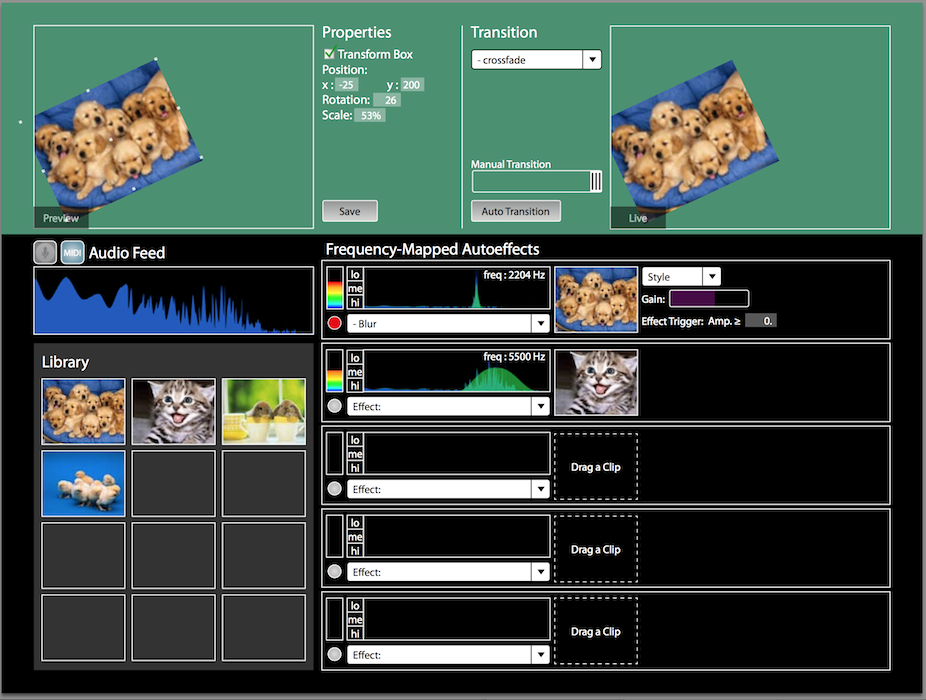 Properties
Transform Box
Position:
x : -25 y : 200
Rotation: 26
Scale: 53%
Save
Preview
Transition
- crossfade
Manual Transition
Auto Transition
Live
MIDI Audio Feed
Library
Frequency-Mapped Autoeffects
lo
me
hi
freq : 2204 Hz
- Blur
Style
Gain:
Effect Trigger: Amp. ≥ 0.
lo
me
hi
freq : 5500 Hz
Effect:
lo
me
hi
Effect:
Drag a Clip
lo
me
hi
Effect:
Drag a Clip
lo
me
hi
Effect:
Drag a Clip